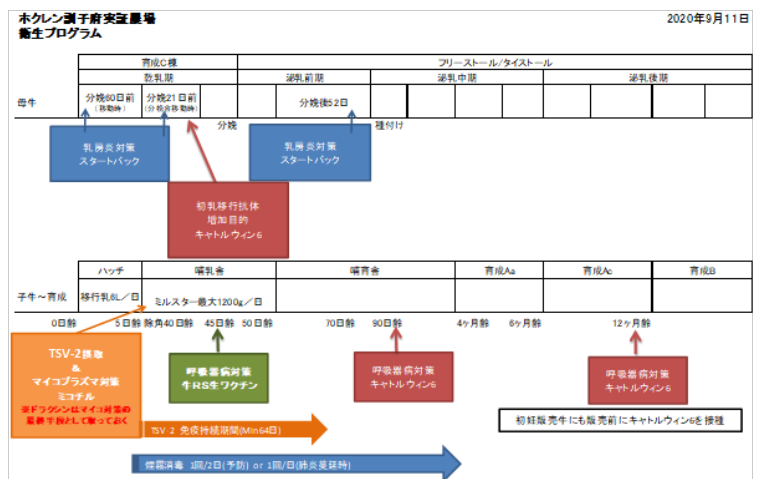 ホクレン訓子府実証農場
衛生プログラム
2020年9月11日
育成C棟
フリーストール/タイストール
乾乳期
泌乳前期
泌乳中期
泌乳後期
母牛
分娩60日前
(移動時)
分娩21日前
(分娩舎移動時)
分娩後52日
分娩
種付け
乳房炎対策
スタートバック
乳房炎対策
スタートバック
初乳移行抗体
増加目的
キャトルウィン6
ハッチ
哺乳舎
哺育舎
育成Aa
育成Ac
育成B
子牛～育成
移行乳6L／日
ミルスター最大1200g／日
0日齢
5日齢
除角40日齢
45日齢
50日齢
70日齢
90日齢
4ヶ月齢
6ヶ月齢
12ヶ月齢
TSV-2摂取
&
マイコプラズマ対策
ミコチル
※ドラクシンはマイコ対策の
最終手段として取っておく
呼吸器病対策
牛RS生ワクチン
呼吸器病対策
キャトルウィン6
呼吸器病対策
キャトルウィン6
初妊販売牛にも販売前にキャトルウィン6を接種
TSV-2 免疫持続期間(Min64日)
煙霧消毒 1回/2日(予防) or 1回/日(肺炎蔓延時)